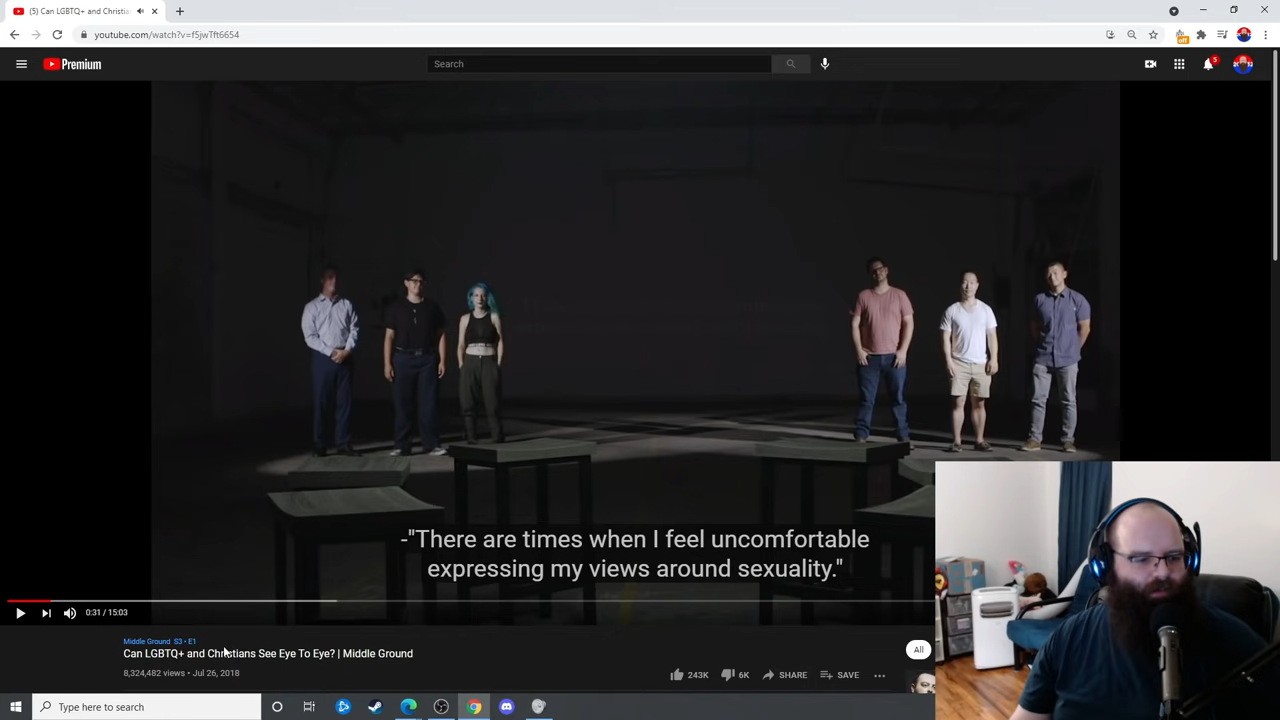 (5) Can LGBTQ+ and Christia
youtube.com/watch?v=f5jwTft6654
off
Premium
Search
5
-"There are times when I feel uncomfortable
expressing my views around sexuality."
0:31 / 15:03
Middle Ground S3 • E1
Can LGBTQ+ and Christians See Eye To Eye? | Middle Ground
All
8,324,482 views • Jul 26, 2018
243K
6K
SHARE
SAVE
Type here to search